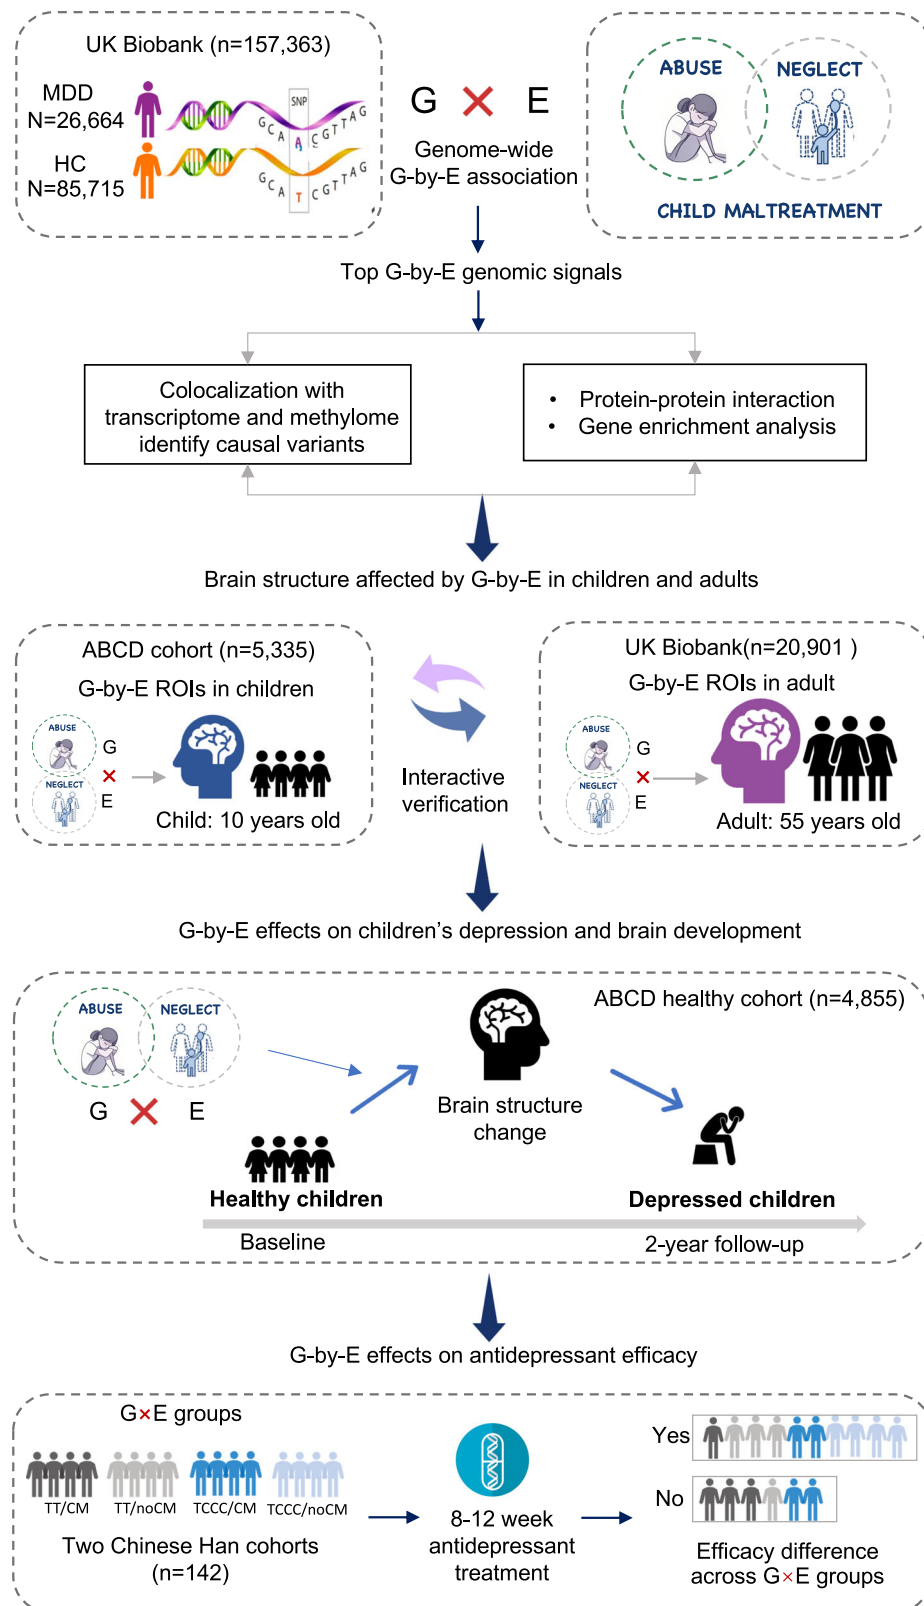 UK Biobank (n=157,363)
MDD
N=26,664
SNP
GCA A CGTTAG
HC
N=85,715
GCA T CGTTAG
G × E
Genome-wide
G-by-E association
ABUSE
NEGLECT
CHILD MALTREATMENT
Top G-by-E genomic signals
Colocalization with
transcriptome and methylome
identify causal variants
• Protein-protein interaction
• Gene enrichment analysis
Brain structure affected by G-by-E in children and adults
ABCD cohort (n=5,335)
G-by-E ROIs in children
ABUSE
NEGLECT
G
×
E
Child: 10 years old
Interactive
verification
UK Biobank(n=20,901 )
G-by-E ROIs in adult
ABUSE
NEGLECT
G
×
E
Adult: 55 years old
G-by-E effects on children’s depression and brain development
ABCD healthy cohort (n=4,855)
ABUSE
NEGLECT
G × E
Brain structure
change
Healthy children
Depressed children
Baseline
2-year follow-up
G-by-E effects on antidepressant efficacy
G×E groups
TT/CM
TT/noCM
TCCC/CM
TCCC/noCM
Two Chinese Han cohorts
(n=142)
8-12 week
antidepressant
treatment
Yes
No
Efficacy difference
across G×E groups